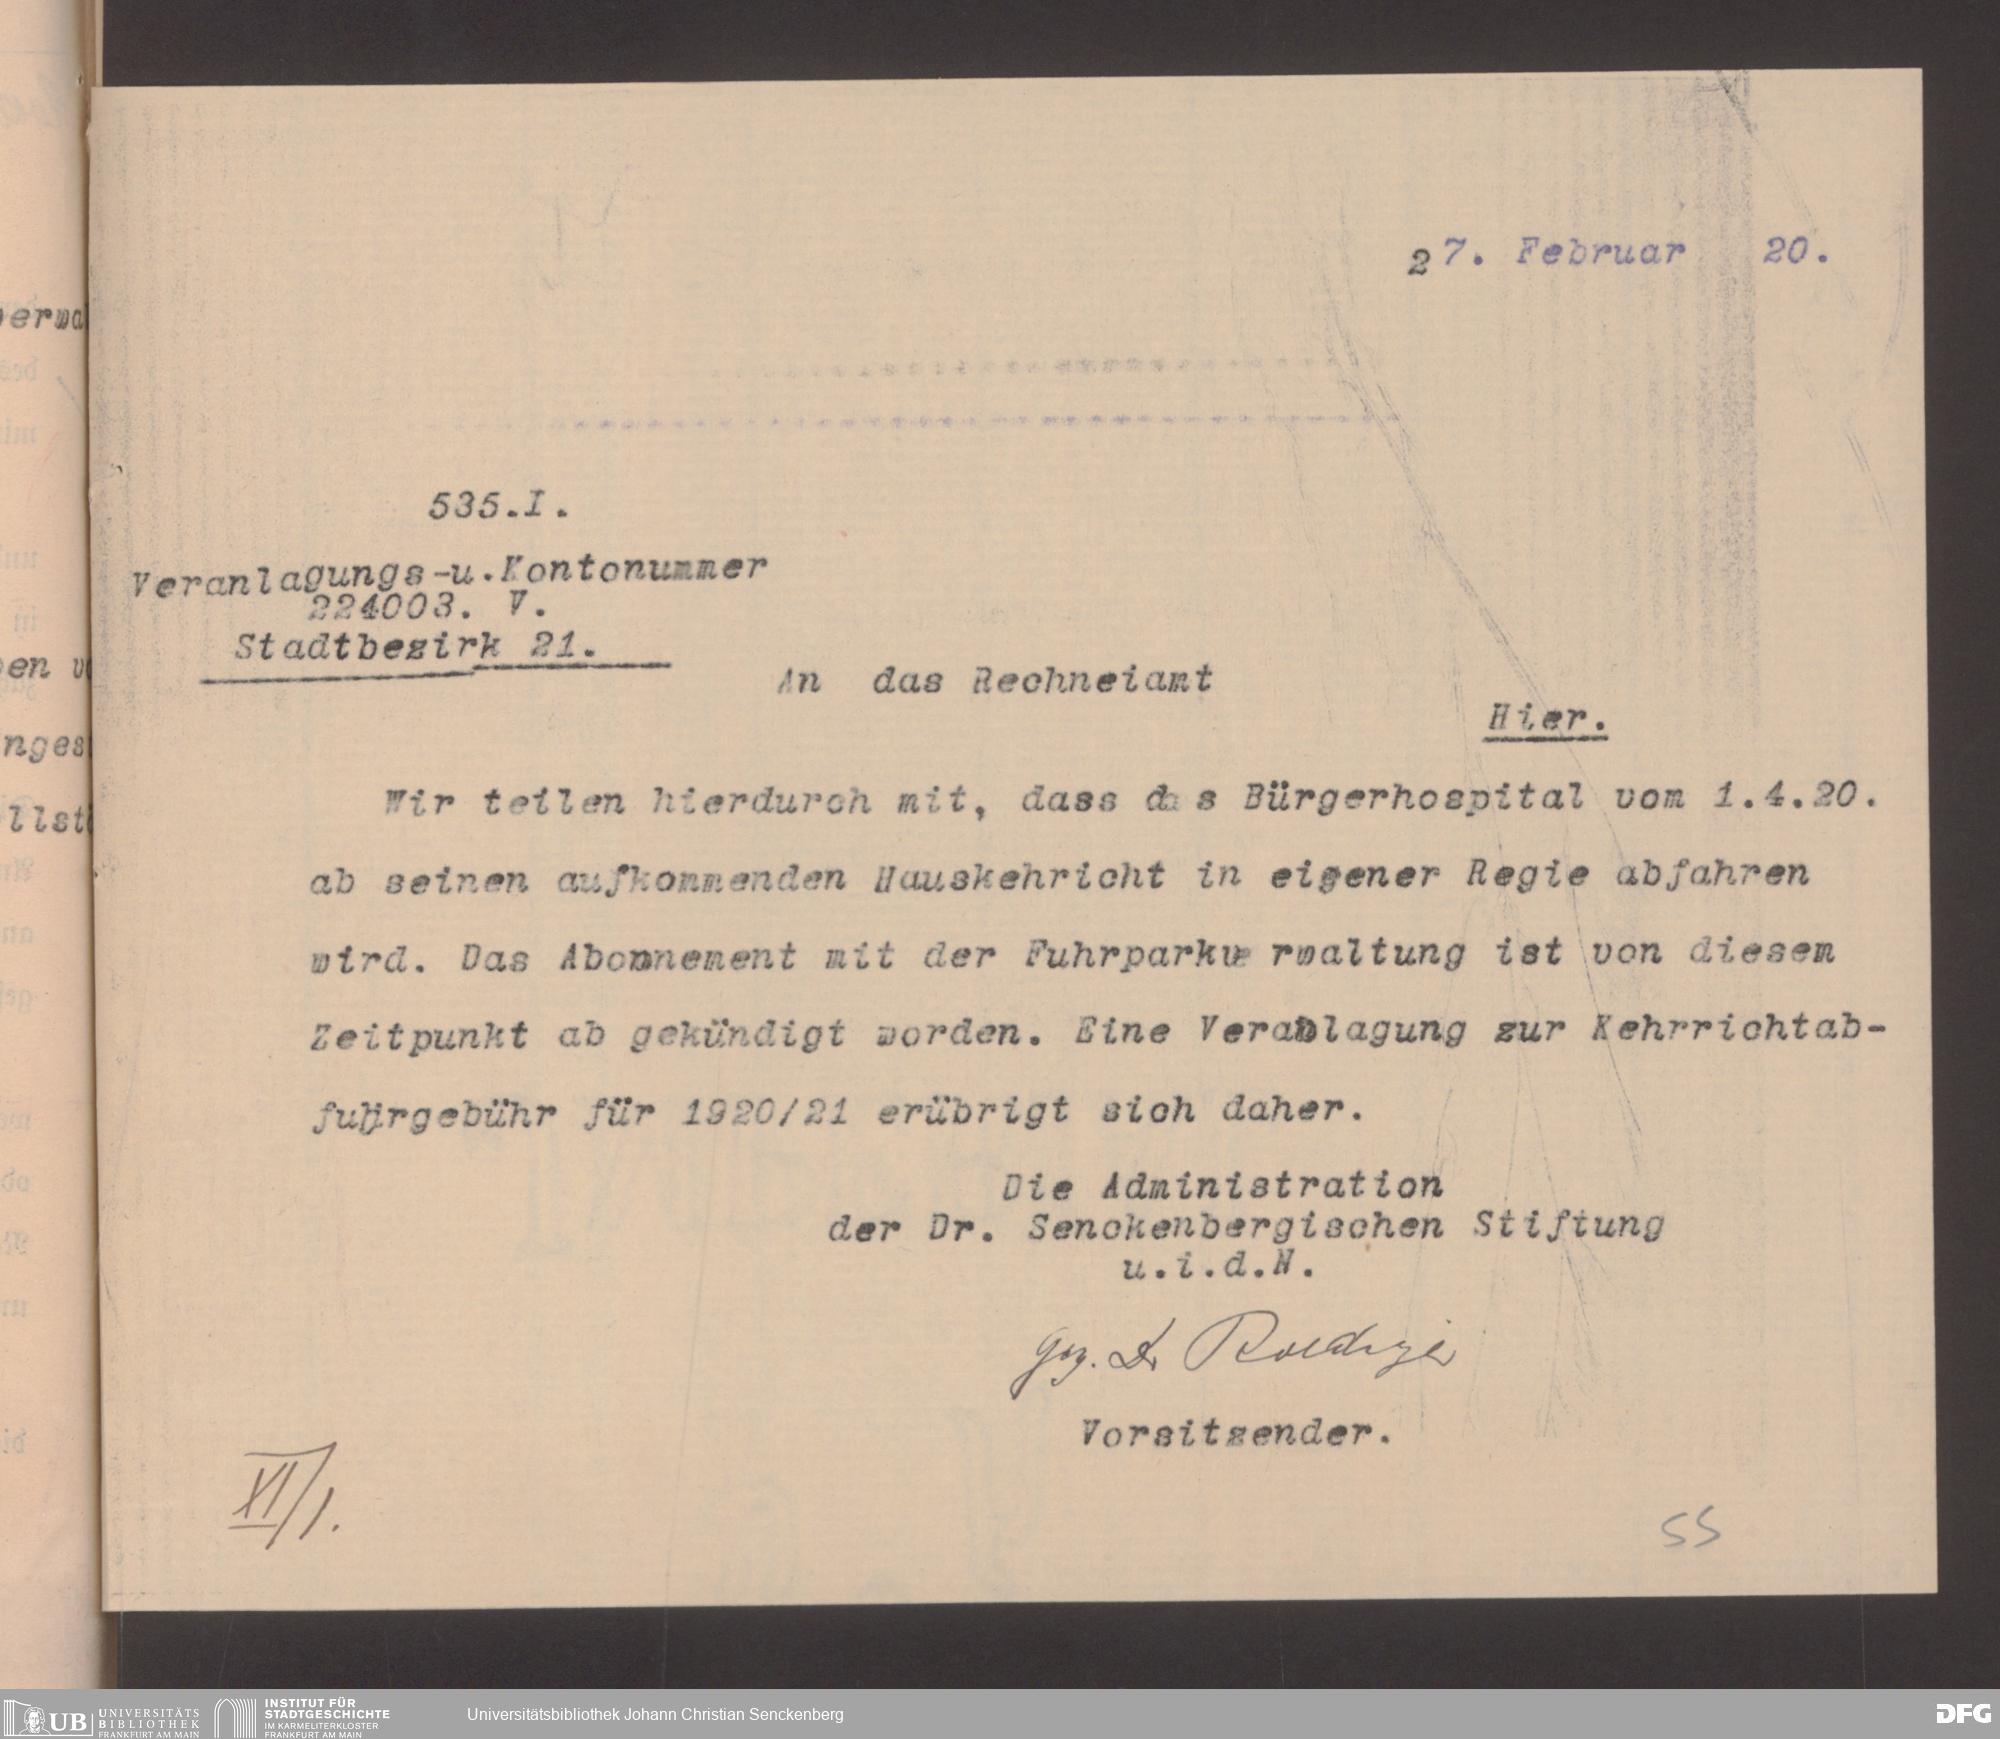 27. Februar 20.
535.I.
Veranlagungs-u.Kontonummer
224003. V.
Stadtbezirk 21.
An das Rechneiamt
Hier.
Wir teilen hierdurch mit, dass das Bürgerhospital vom 1.4.20.
ab seinen aufkommenden Hauskehricht in eigener Regie abfahren
wird. Das Abonnement mit der Fuhrparkverwaltung ist von diesem
Zeitpunkt ab gekündigt worden. Eine Veranlagung zur Kehrrichtab-
fuhrgebühr für 1920/21 erübrigt sich daher.
Die Administration
der Dr. Senckenbergischen Stiftung
u.i.d.N.
gez. Dr Roediger
Vorsitzender.
XI/1.
55
UB UNIVERSITÄTS
BIBLIOTHEK
FRANKFURT AM MAIN
INSTITUT FÜR
STADTGESCHICHTE
IM KARMELITERKLOSTER
FRANKFURT AM MAIN
Universitätsbibliothek Johann Christian Senckenberg
DFG